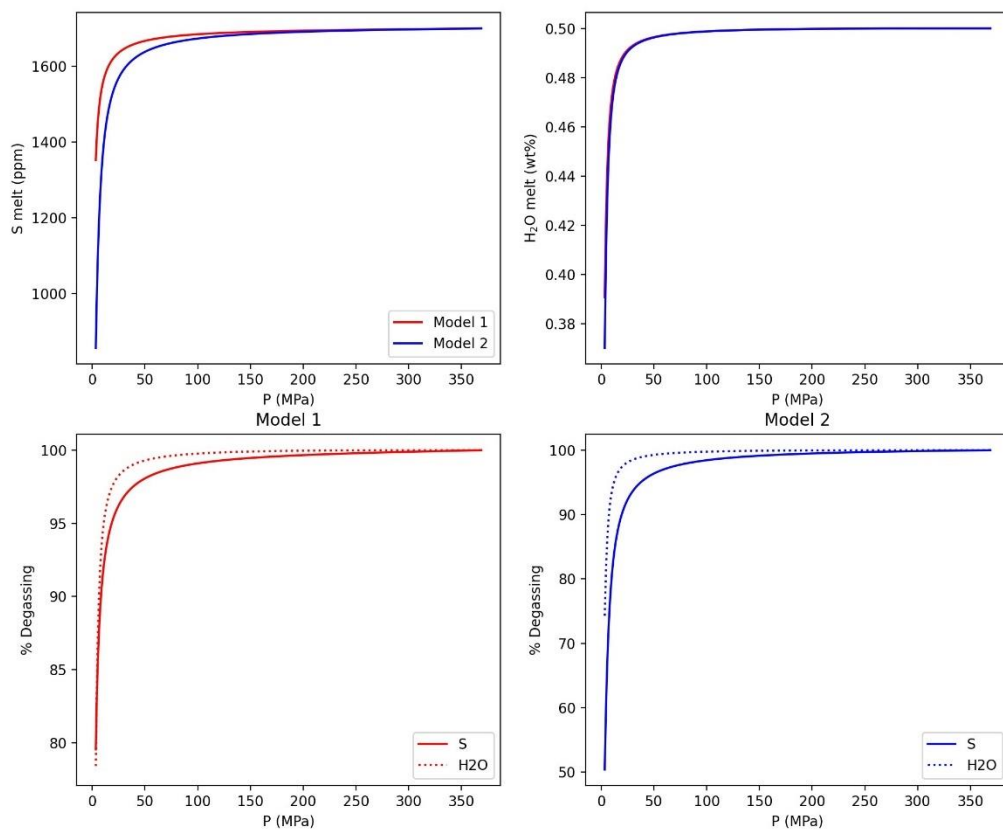 S melt (ppm)
1600
1400
1200
1000
0 50 100 150 200 250 300 350
P (MPa)
Model 1
Model 2
H₂O melt (wt%)
0.50
0.48
0.46
0.44
0.42
0.40
0.38
0 50 100 150 200 250 300 350
P (MPa)
Model 1
% Degassing
100
95
90
85
80
0 50 100 150 200 250 300 350
P (MPa)
S
H2O
Model 2
% Degassing
100
90
80
70
60
50
0 50 100 150 200 250 300 350
P (MPa)
S
H2O